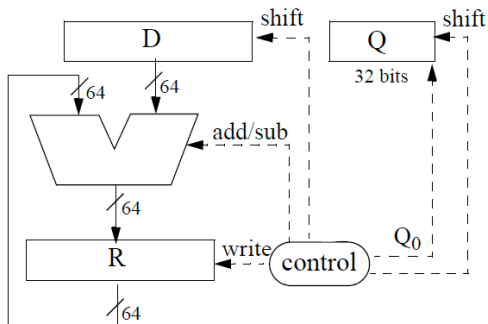 shift
shift
D
Q
64
64
32 bits
add/sub
64
Q0
R
write
control
64